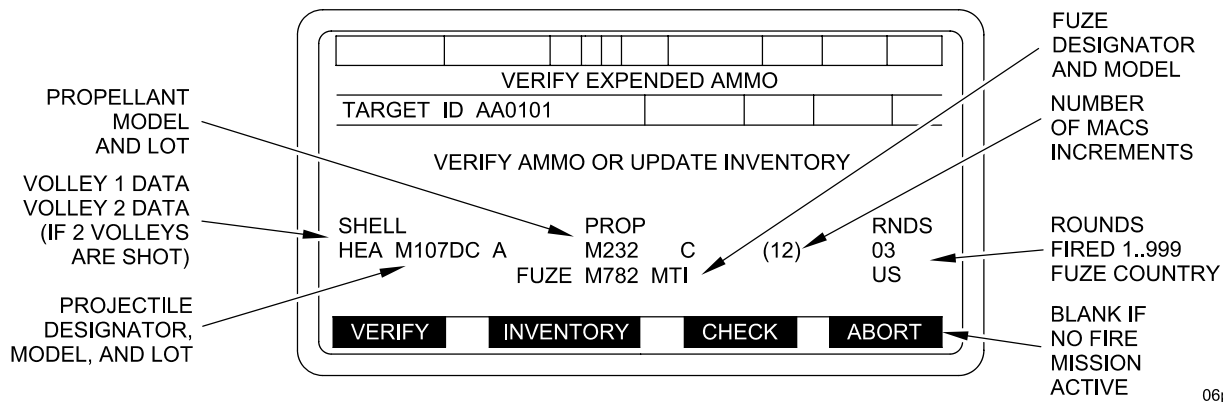 PROPELLANT
MODEL
AND LOT
VOLLEY 1 DATA
VOLLEY 2 DATA
(IF 2 VOLLEYS
ARE SHOT)
PROJECTILE
DESIGNATOR,
MODEL, AND LOT
VERIFY EXPENDED AMMO
TARGET ID AA0101
VERIFY AMMO OR UPDATE INVENTORY
SHELL PROP RNDS
HEA M107DC A M232 C (12) 03
FUZE M782 MTI US
VERIFY INVENTORY CHECK ABORT
FUZE
DESIGNATOR
AND MODEL
NUMBER
OF MACS
INCREMENTS
ROUNDS
FIRED 1..999
FUZE COUNTRY
BLANK IF
NO FIRE
MISSION
ACTIVE